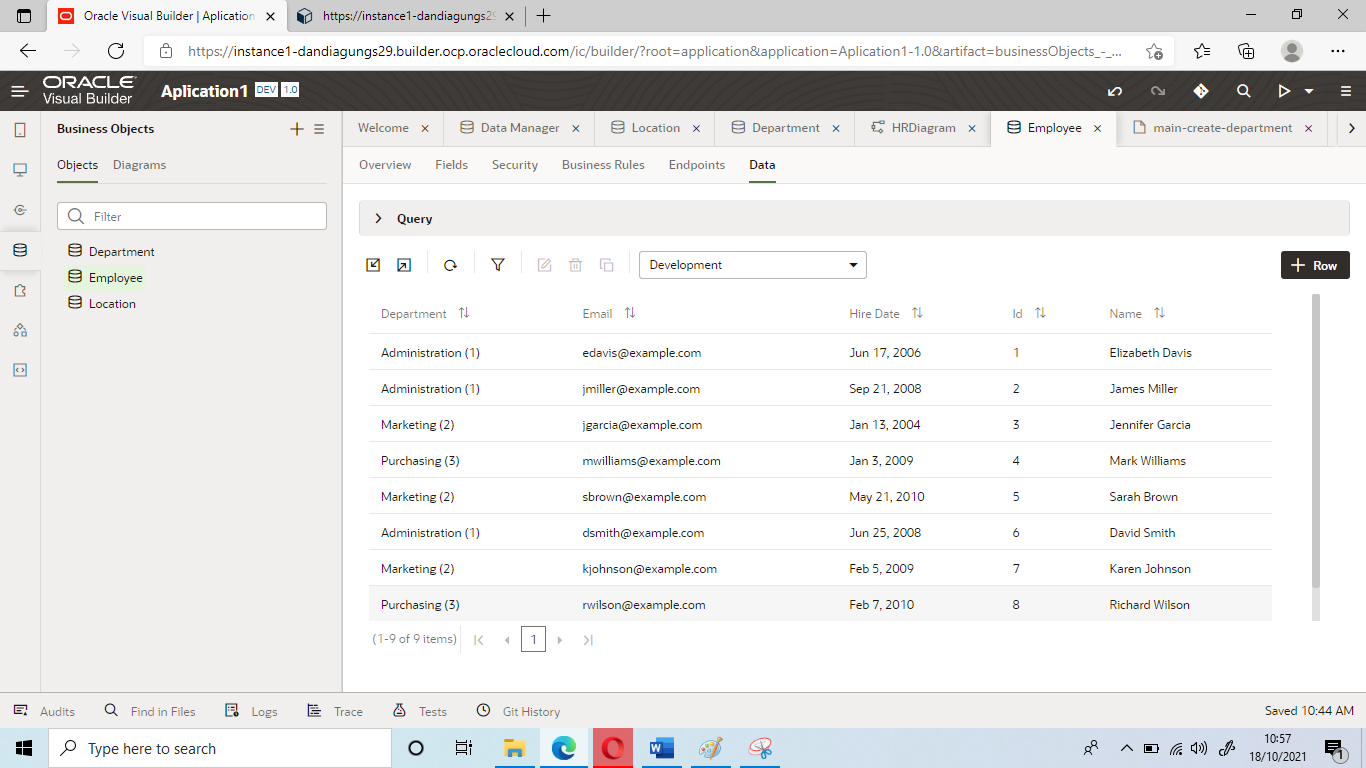 Oracle Visual Builder | Aplication
https://instance1-dandiagungs29
https://instance1-dandiagungs29.builder.ocp.oraclecloud.com/ic/builder/?root=application&application=Aplication1-1.0&artifact=businessObjects_-_...
ORACLE
Visual Builder
Aplication1 DEV 1.0
Business Objects
Welcome Data Manager Location Department HRDiagram Employee main-create-department
Objects Diagrams
Overview Fields Security Business Rules Endpoints Data
Filter
Query
Department
Employee
Location
Development
Row
Department Email Hire Date Id Name
Administration (1) edavis@example.com Jun 17, 2006 1 Elizabeth Davis
Administration (1) jmiller@example.com Sep 21, 2008 2 James Miller
Marketing (2) jgarcia@example.com Jan 13, 2004 3 Jennifer Garcia
Purchasing (3) mwilliams@example.com Jan 3, 2009 4 Mark Williams
Marketing (2) sbrown@example.com May 21, 2010 5 Sarah Brown
Administration (1) dsmith@example.com Jun 25, 2008 6 David Smith
Marketing (2) kjohnson@example.com Feb 5, 2009 7 Karen Johnson
Purchasing (3) rwilson@example.com Feb 7, 2010 8 Richard Wilson
(1-9 of 9 items) 1
Audits Find in Files Logs Trace Tests Git History Saved 10:44 AM
Type here to search
10:57
18/10/2021
1